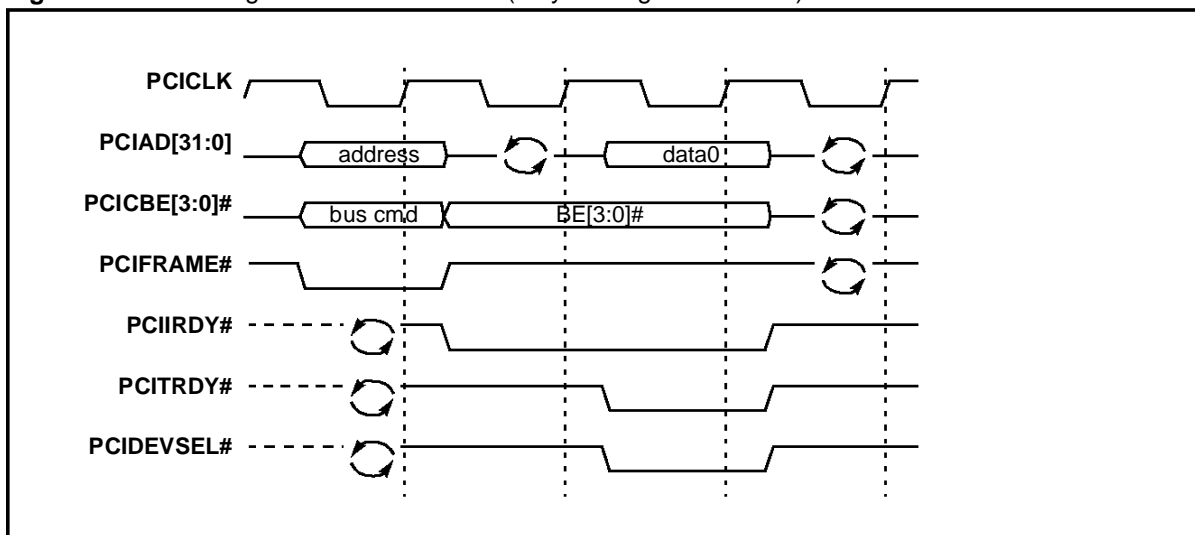 PCICLK
PCIAD[31:0]
address
data0
PCICBE[3:0]#
bus cmd
BE[3:0]#
PCIFRAME#
PCIIRDY#
PCITRDY#
PCIDEVSEL#